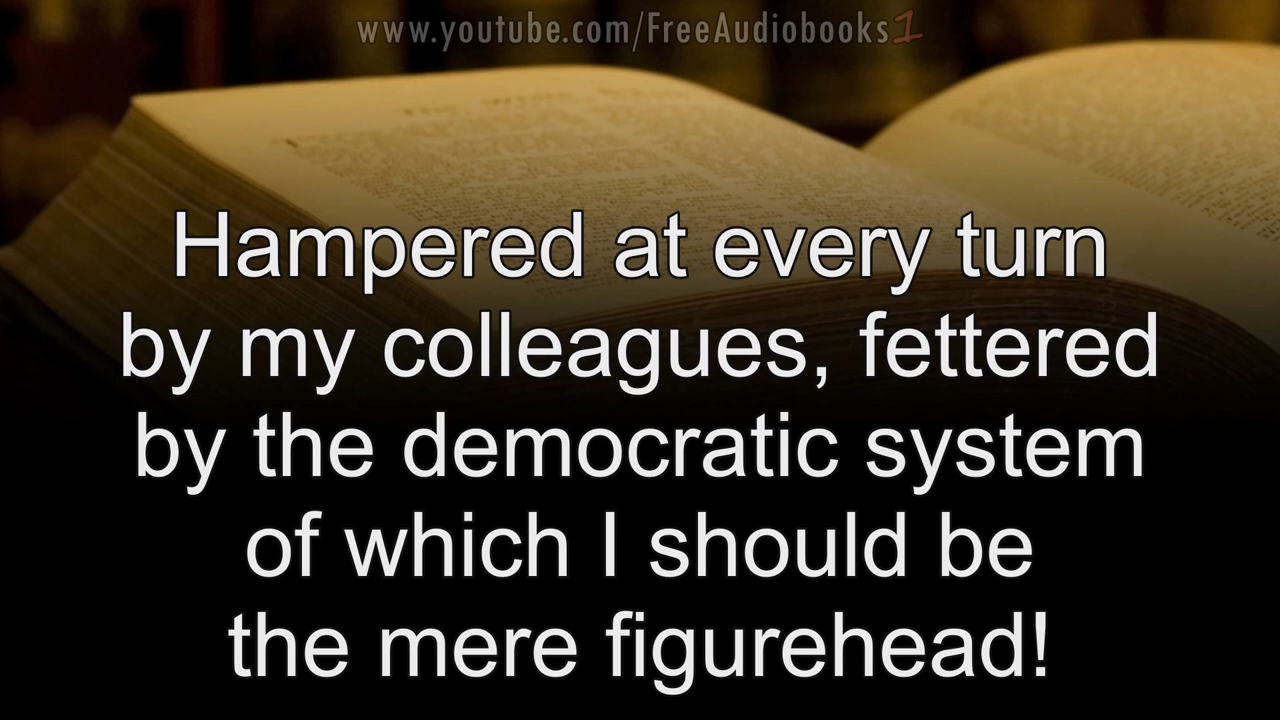 www.youtube.com/FreeAudiobooks1
Hampered at every turn
by my colleagues, fettered
by the democratic system
of which I should be
the mere figurehead!